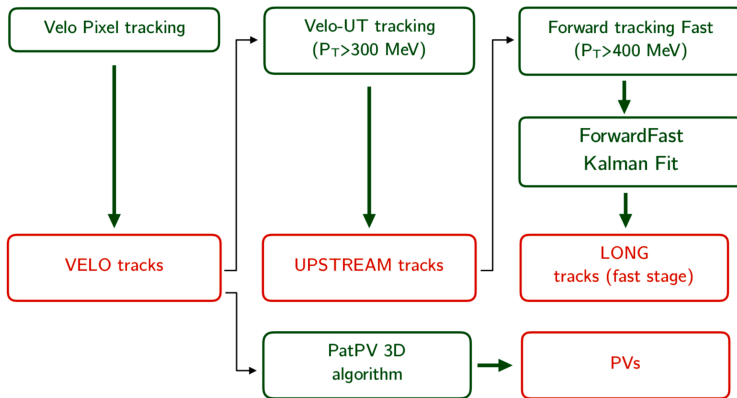 Velo Pixel tracking
Velo-UT tracking
(PT>300 MeV)
Forward tracking Fast
(PT>400 MeV)
ForwardFast
Kalman Fit
VELO tracks
UPSTREAM tracks
LONG
tracks (fast stage)
PatPV 3D
algorithm
PVs